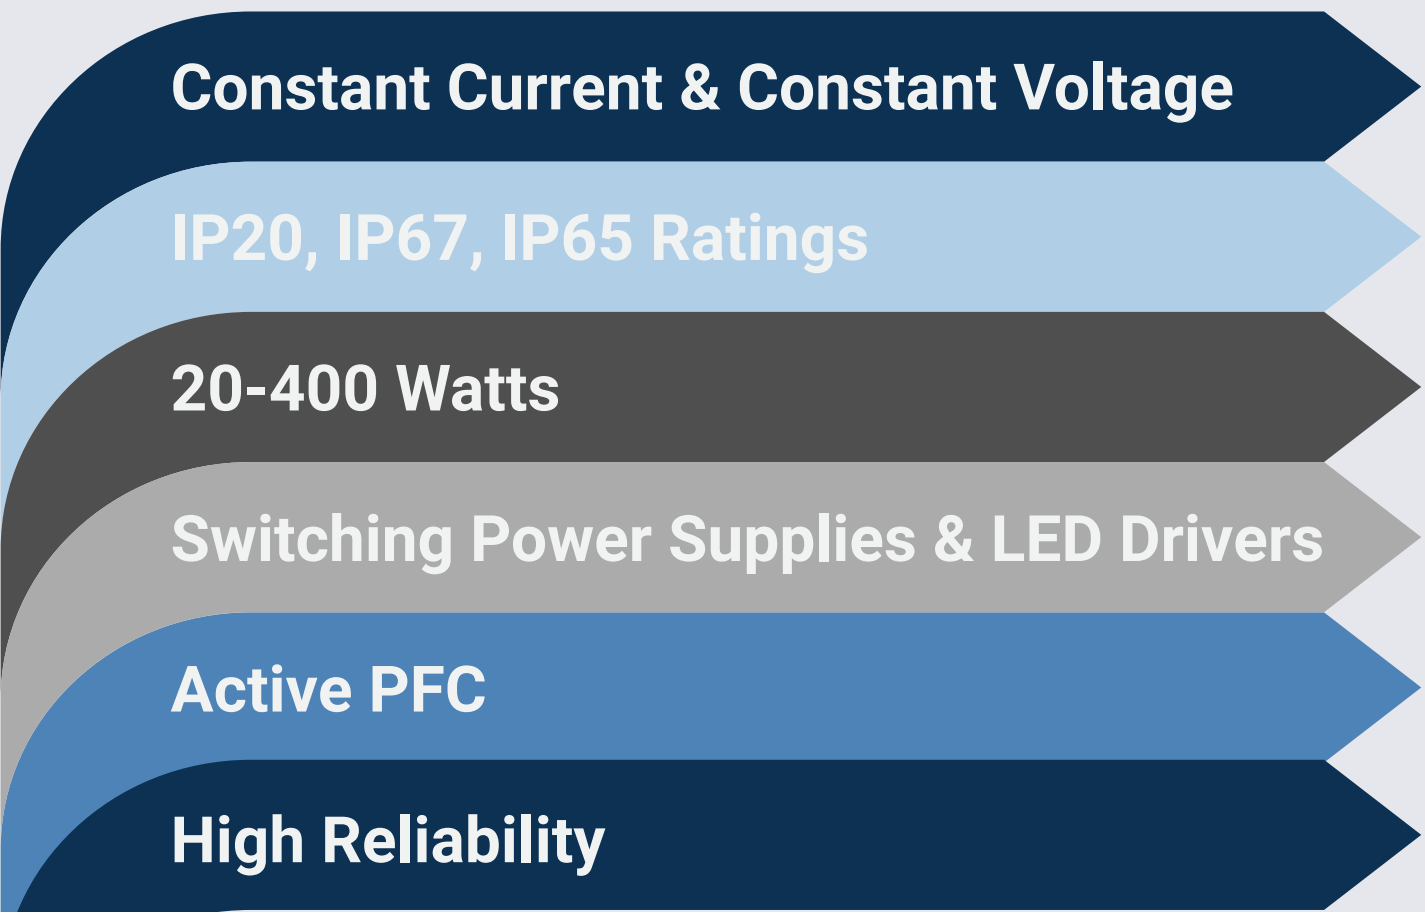 Constant Current & Constant Voltage
IP20, IP67, IP65 Ratings
20-400 Watts
Switching Power Supplies & LED Drivers
Active PFC
High Reliability